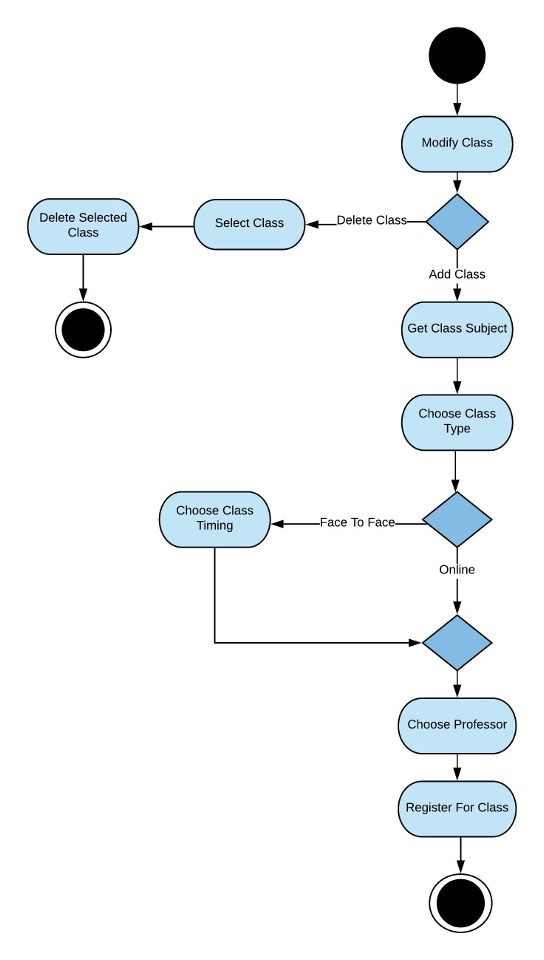 Modify Class
Delete Selected
Class
Select Class
Delete Class
Add Class
Get Class Subject
Choose Class
Type
Choose Class
Timing
Face To Face
Online
Choose Professor
Register For Class